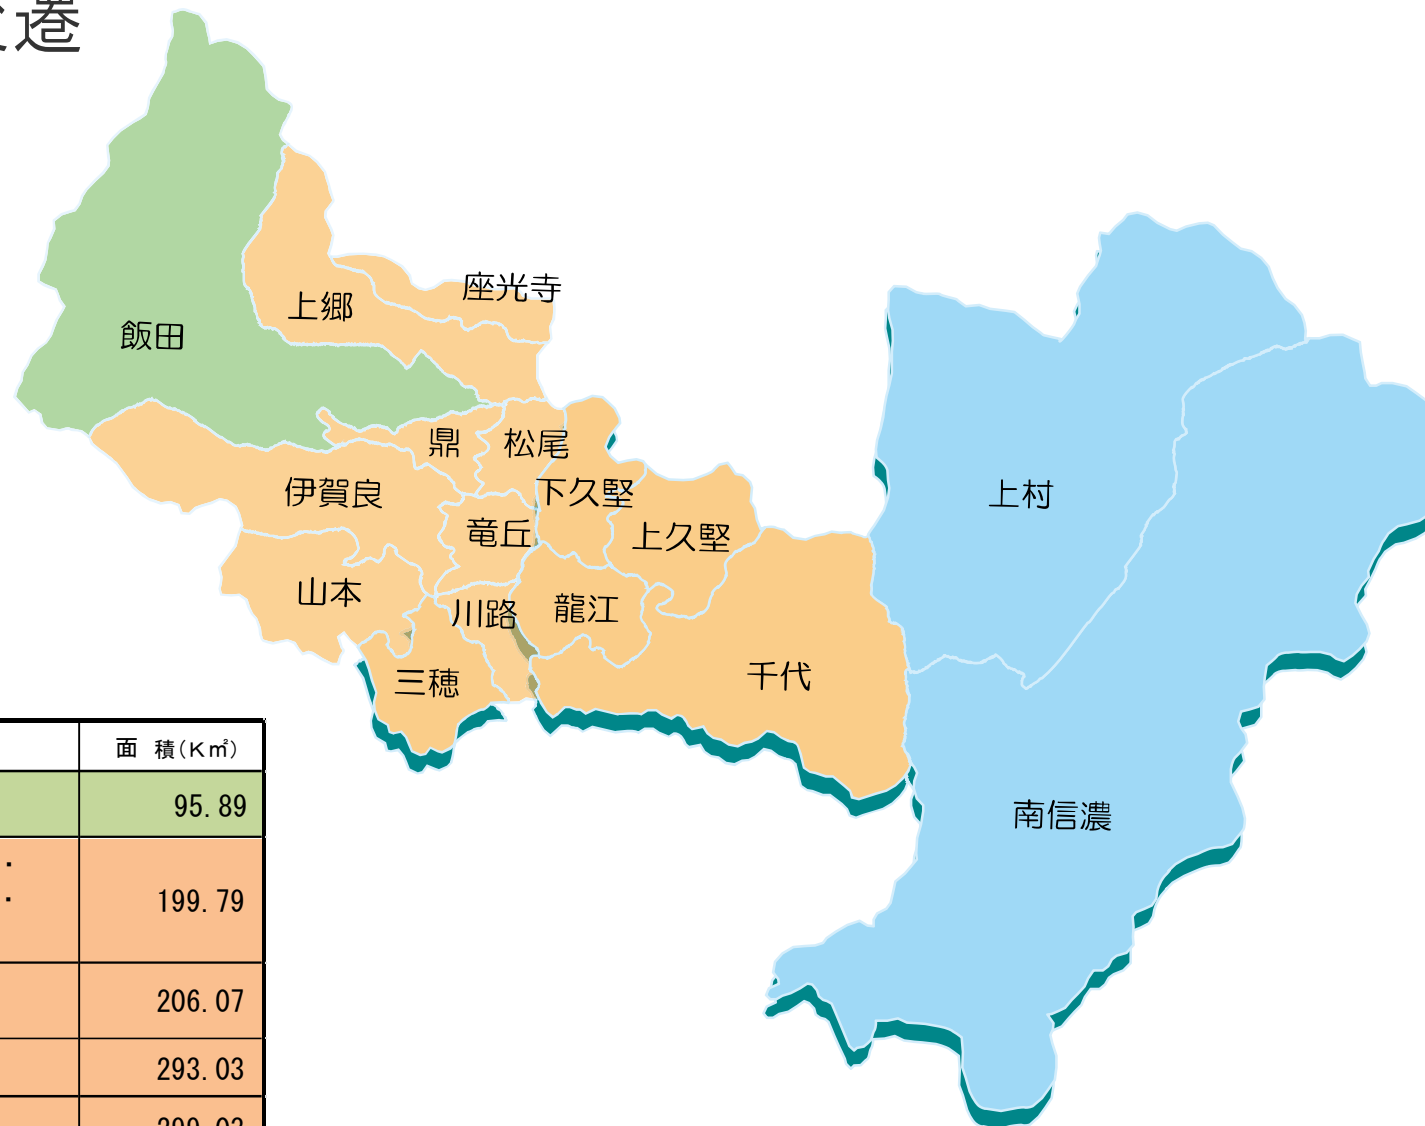 遷
座光寺
上郷
飯田
鼎
松尾
伊賀良
下久堅
上村
竜丘
上久堅
山本
川路
龍江
三穂
千代
面 積(K㎡)
95.89
南信濃
・
・
199.79
206.07
293.03